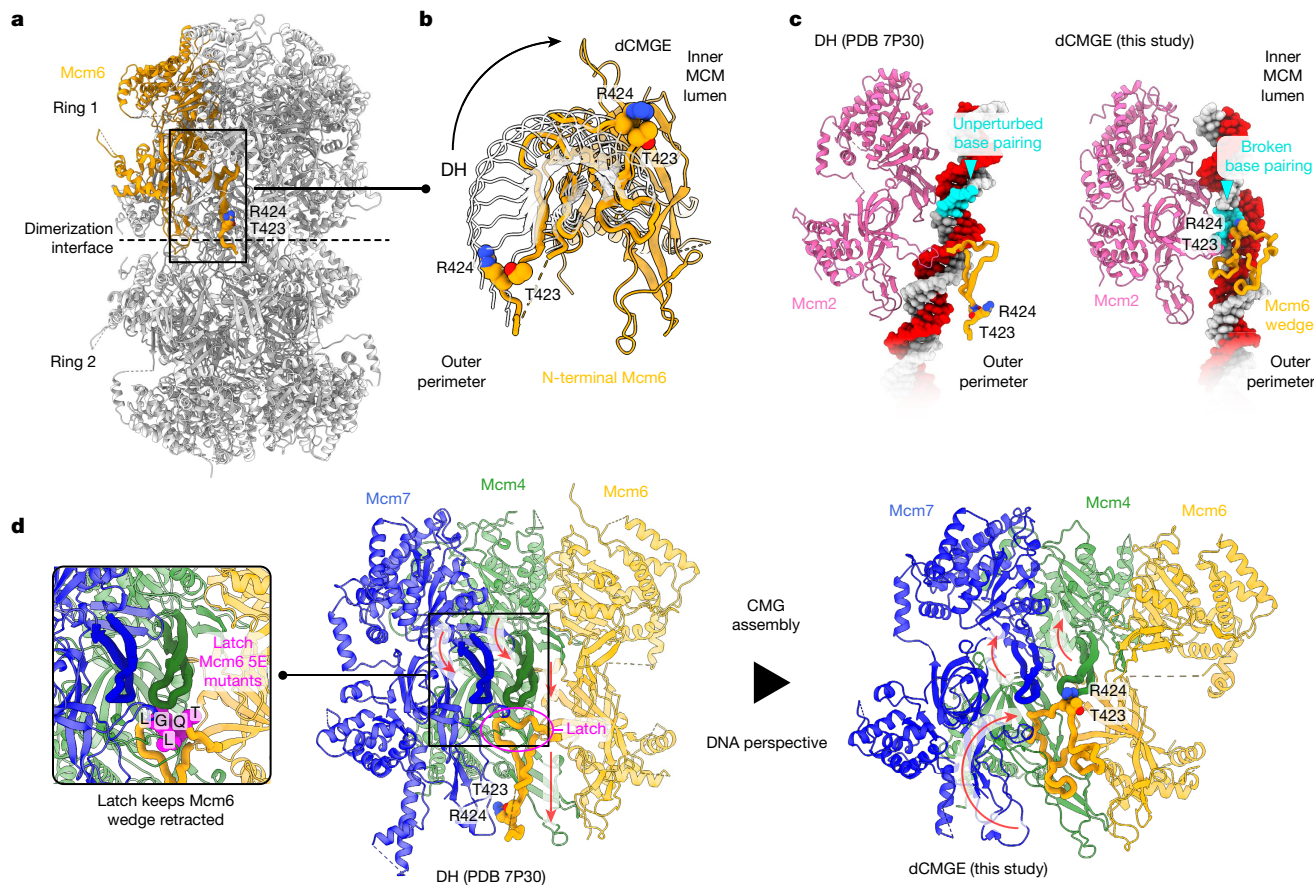 a
Mcm6
Ring 1
R424
T423
Dimerization
interface
Ring 2
b
dCMGE
Inner
MCM
lumen
R424
T423
DH
R424
T423
Outer
perimeter
N-terminal Mcm6
c
DH (PDB 7P30)
Unperturbed
base pairing
Mcm2
R424
T423
Outer
perimeter
dCMGE (this study)
Inner
MCM
lumen
Broken
base pairing
R424
T423
Mcm2
Mcm6
wedge
Outer
perimeter
d
Latch
Mcm6 5E
mutants
L G Q T
L
Latch keeps Mcm6
wedge retracted
Mcm7
Mcm4
Mcm6
Latch
T423
R424
DH (PDB 7P30)
CMG
assembly
DNA perspective
Mcm7
Mcm4
Mcm6
R424
T423
dCMGE (this study)